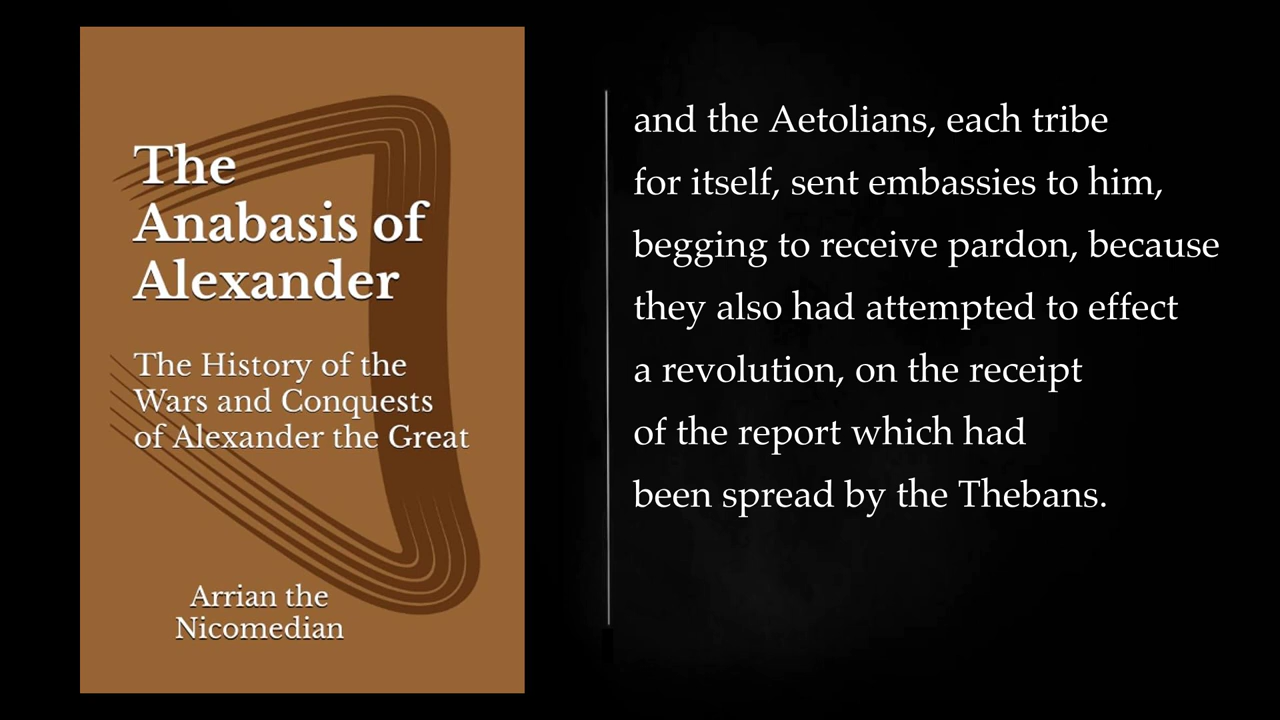 The
Anabasis of
Alexander
The History of the
Wars and Conquests
of Alexander the Great
Arrian the
Nicomedian
and the Aetolians, each tribe
for itself, sent embassies to him,
begging to receive pardon, because
they also had attempted to effect
a revolution, on the receipt
of the report which had
been spread by the Thebans.